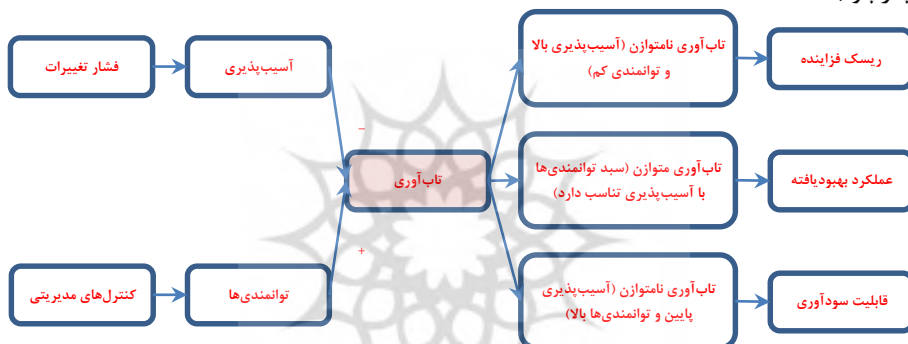 فشار تغییرات
آسیب‌پذیری
تاب‌آوری نامتوازن (آسیب‌پذیری بالا
و توانمندی کم)
ریسک فزاینده
–
تاب‌آوری
تاب‌آوری متوازن (سبد توانمندی‌ها
با آسیب‌پذیری تناسب دارد)
عملکرد بهبودیافته
+
کنترل‌های مدیریتی
توانمندی‌ها
تاب‌آوری نامتوازن (آسیب‌پذیری
پایین و توانمندی‌ها بالا)
قابلیت سودآوری